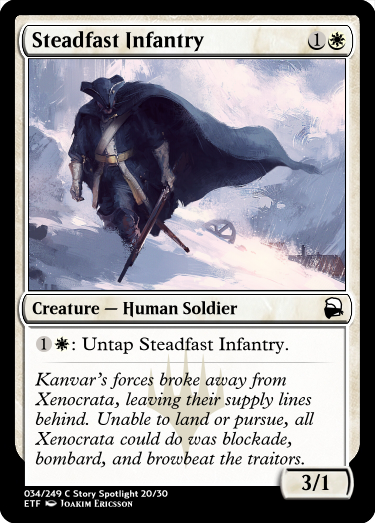 Steadfast Infantry 1
Creature — Human Soldier
1 : Untap Steadfast Infantry.
Kanvar's forces broke away from
Xenocrata, leaving their supply lines
behind. Unable to land or pursue, all
Xenocrata could do was blockade,
bombard, and browbeat the traitors.
3/1
034/249 C Story Spotlight 20/30
ETF Joakim Ericsson